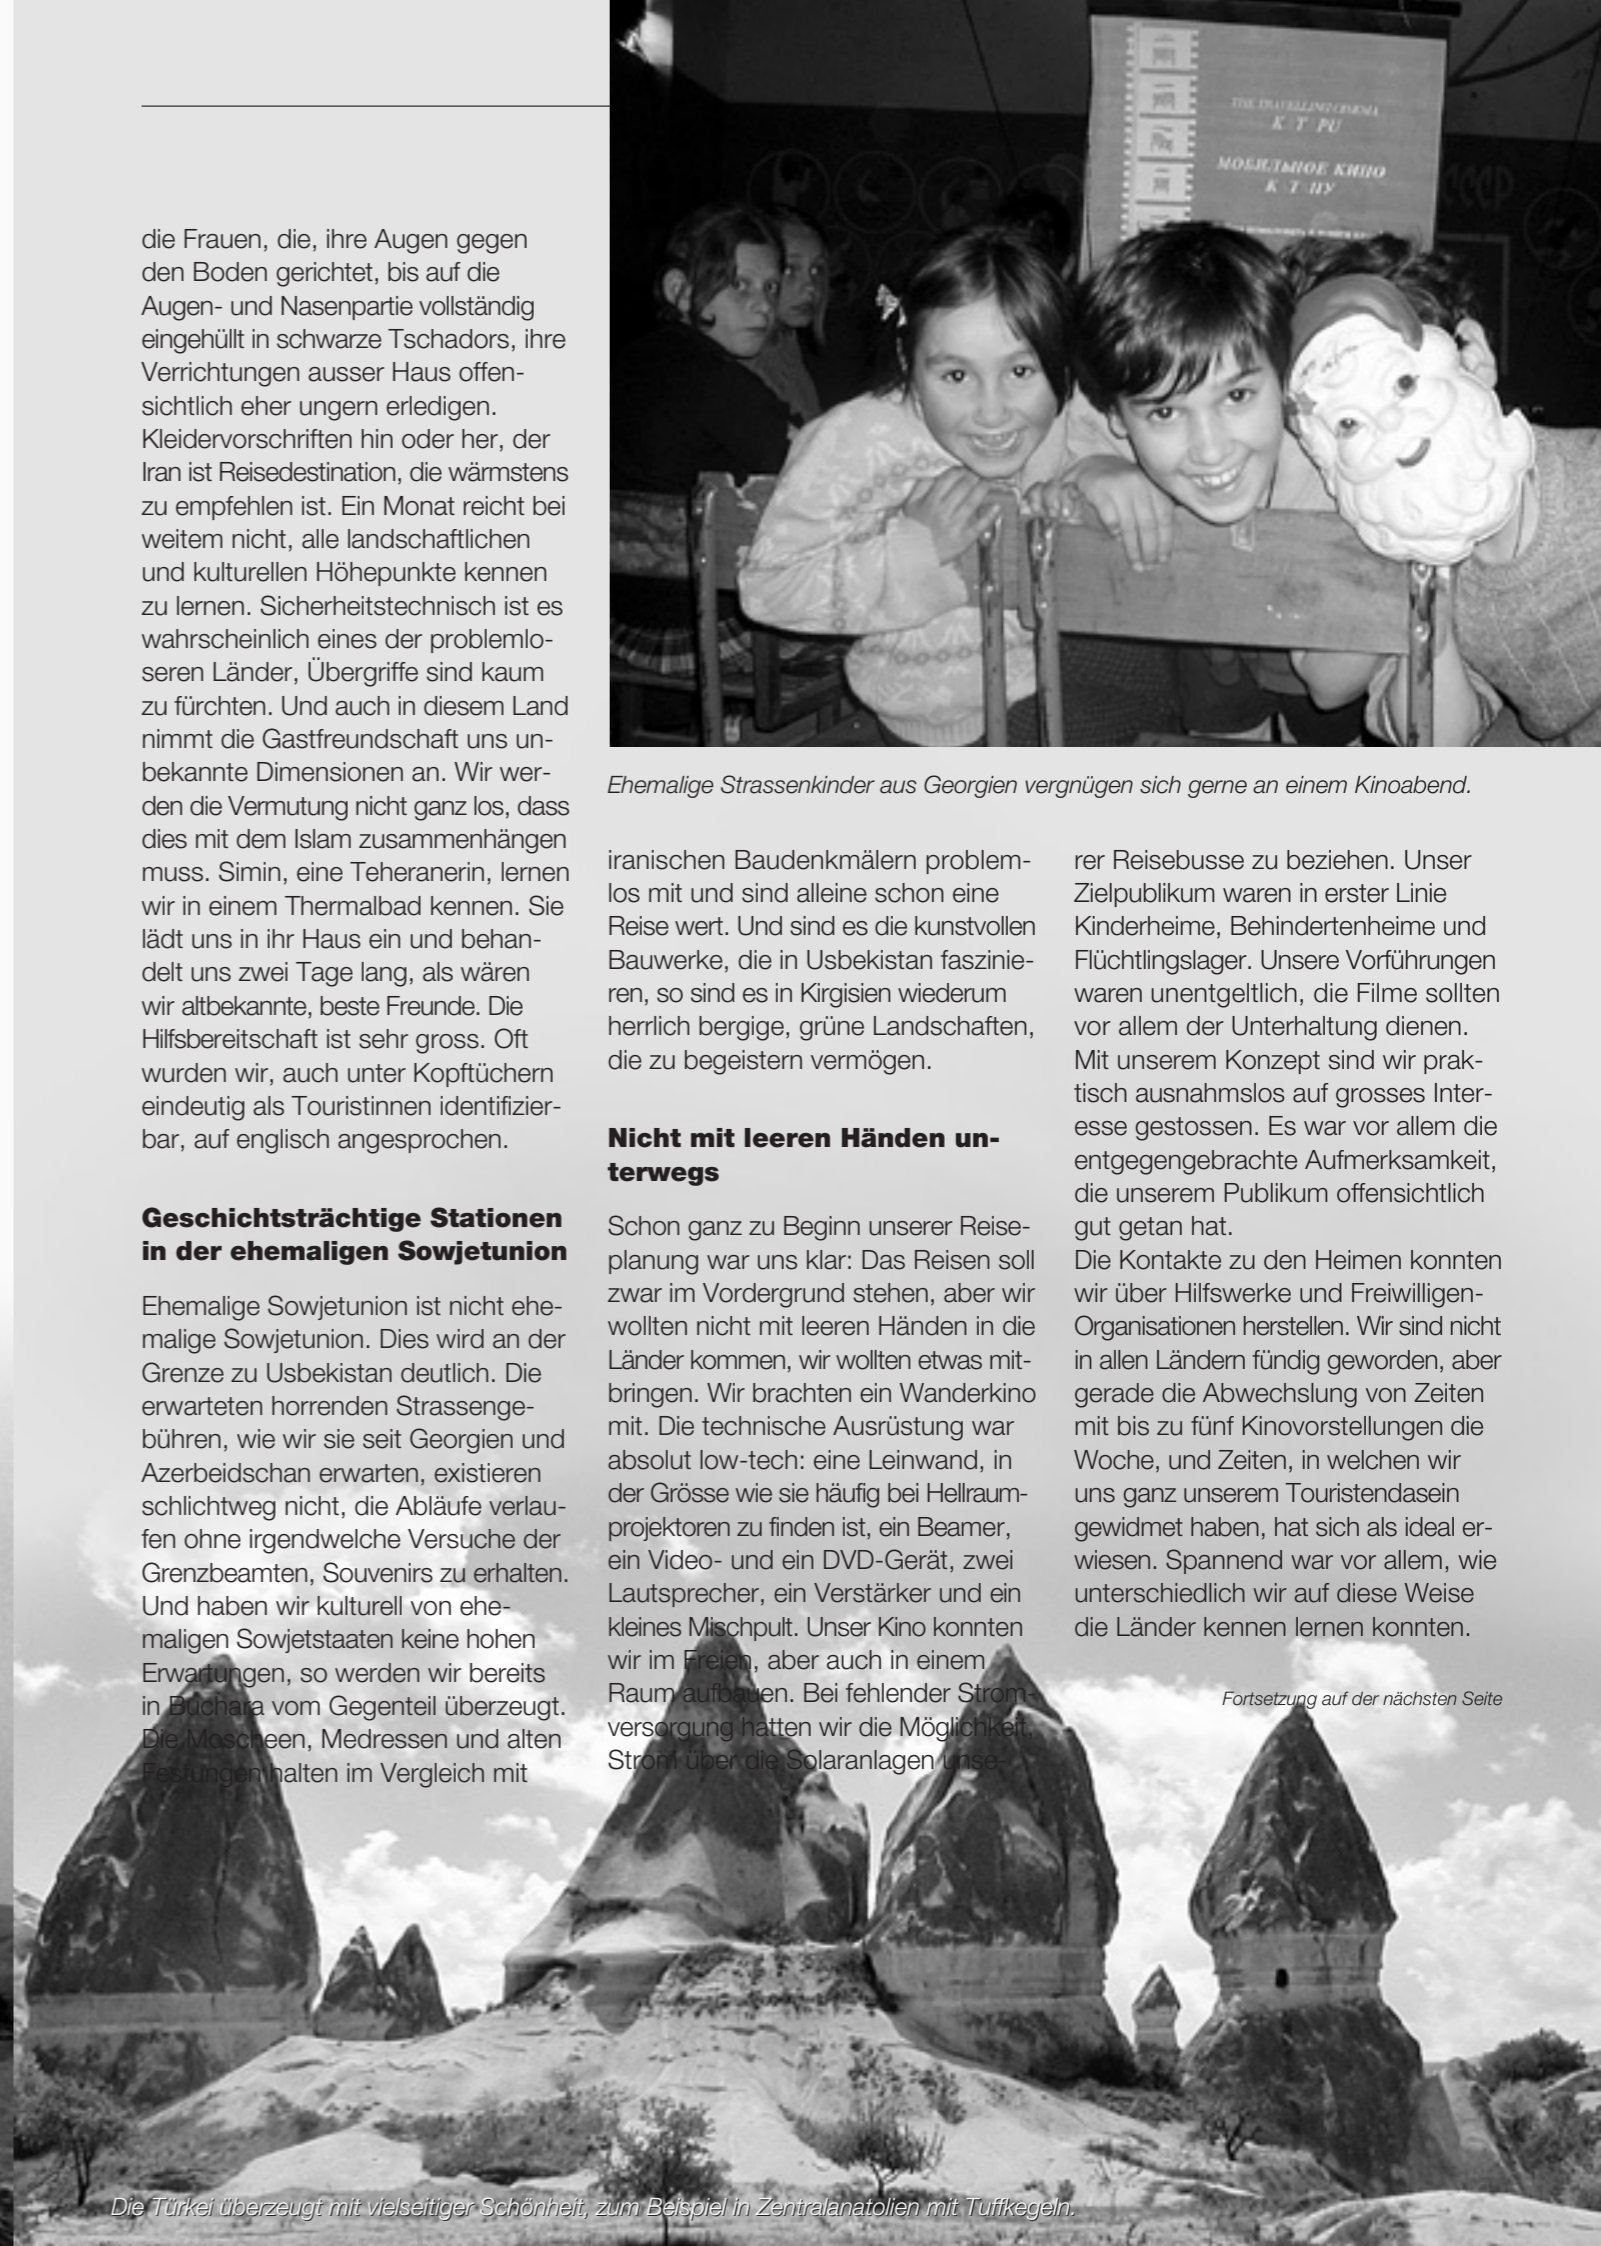 THE TRAVELLING CINEMA
K T PU
МОБИЛЬНОЕ КИНО
К Т ПУ
СССР
die Frauen, die, ihre Augen gegen
den Boden gerichtet, bis auf die
Augen- und Nasenpartie vollständig
eingehüllt in schwarze Tschadors, ihre
Verrichtungen ausser Haus offen-
sichtlich eher ungern erledigen.
Kleidervorschriften hin oder her, der
Iran ist Reisedestination, die wärmstens
zu empfehlen ist. Ein Monat reicht bei
weitem nicht, alle landschaftlichen
und kulturellen Höhepunkte kennen
zu lernen. Sicherheitstechnisch ist es
wahrscheinlich eines der problemlo-
seren Länder, Übergriffe sind kaum
zu fürchten. Und auch in diesem Land
nimmt die Gastfreundschaft uns un-
bekannte Dimensionen an. Wir wer-
den die Vermutung nicht ganz los, dass
dies mit dem Islam zusammenhängen
muss. Simin, eine Teheranerin, lernen
wir in einem Thermalbad kennen. Sie
lädt uns in ihr Haus ein und behan-
delt uns zwei Tage lang, als wären
wir altbekannte, beste Freunde. Die
Hilfsbereitschaft ist sehr gross. Oft
wurden wir, auch unter Kopftüchern
eindeutig als Touristinnen identifizier-
bar, auf englisch angesprochen.
Geschichtsträchtige Stationen
in der ehemaligen Sowjetunion
Ehemalige Sowjetunion ist nicht ehe-
malige Sowjetunion. Dies wird an der
Grenze zu Usbekistan deutlich. Die
erwarteten horrenden Strassenge-
bühren, wie wir sie seit Georgien und
Azerbeidschan erwarten, existieren
schlichtweg nicht, die Abläufe verlau-
fen ohne irgendwelche Versuche der
Grenzbeamten, Souvenirs zu erhalten.
Und haben wir kulturell von ehe-
maligen Sowjetstaaten keine hohen
Erwartungen, so werden wir bereits
in Buchara vom Gegenteil überzeugt.
Die Moscheen, Medressen und alten
Festungen halten im Vergleich mit
Ehemalige Strassenkinder aus Georgien vergnügen sich gerne an einem Kinoabend.
iranischen Baudenkmälern problem-
los mit und sind alleine schon eine
Reise wert. Und sind es die kunstvollen
Bauwerke, die in Usbekistan faszinie-
ren, so sind es in Kirgisien wiederum
herrlich bergige, grüne Landschaften,
die zu begeistern vermögen.
Nicht mit leeren Händen un-
terwegs
Schon ganz zu Beginn unserer Reise-
planung war uns klar: Das Reisen soll
zwar im Vordergrund stehen, aber wir
wollten nicht mit leeren Händen in die
Länder kommen, wir wollten etwas mit-
bringen. Wir brachten ein Wanderkino
mit. Die technische Ausrüstung war
absolut low-tech: eine Leinwand, in
der Grösse wie sie häufig bei Hellraum-
projektoren zu finden ist, ein Beamer,
ein Video- und ein DVD-Gerät, zwei
Lautsprecher, ein Verstärker und ein
kleines Mischpult. Unser Kino konnten
wir im Freien, aber auch in einem
Raum aufbauen. Bei fehlender Strom-
versorgung hatten wir die Möglichkeit,
Strom über die Solaranlagen unse-
rer Reisebusse zu beziehen. Unser
Zielpublikum waren in erster Linie
Kinderheime, Behindertenheime und
Flüchtlingslager. Unsere Vorführungen
waren unentgeltlich, die Filme sollten
vor allem der Unterhaltung dienen.
Mit unserem Konzept sind wir prak-
tisch ausnahmslos auf grosses Inter-
esse gestossen. Es war vor allem die
entgegengebrachte Aufmerksamkeit,
die unserem Publikum offensichtlich
gut getan hat.
Die Kontakte zu den Heimen konnten
wir über Hilfswerke und Freiwilligen-
Organisationen herstellen. Wir sind nicht
in allen Ländern fündig geworden, aber
gerade die Abwechslung von Zeiten
mit bis zu fünf Kinovorstellungen die
Woche, und Zeiten, in welchen wir
uns ganz unserem Touristendasein
gewidmet haben, hat sich als ideal er-
wiesen. Spannend war vor allem, wie
unterschiedlich wir auf diese Weise
die Länder kennen lernen konnten.
Fortsetzung auf der nächsten Seite
Die Türkei überzeugt mit vielseitiger Schönheit, zum Beispiel in Zentralanatolien mit Tuffkegeln.